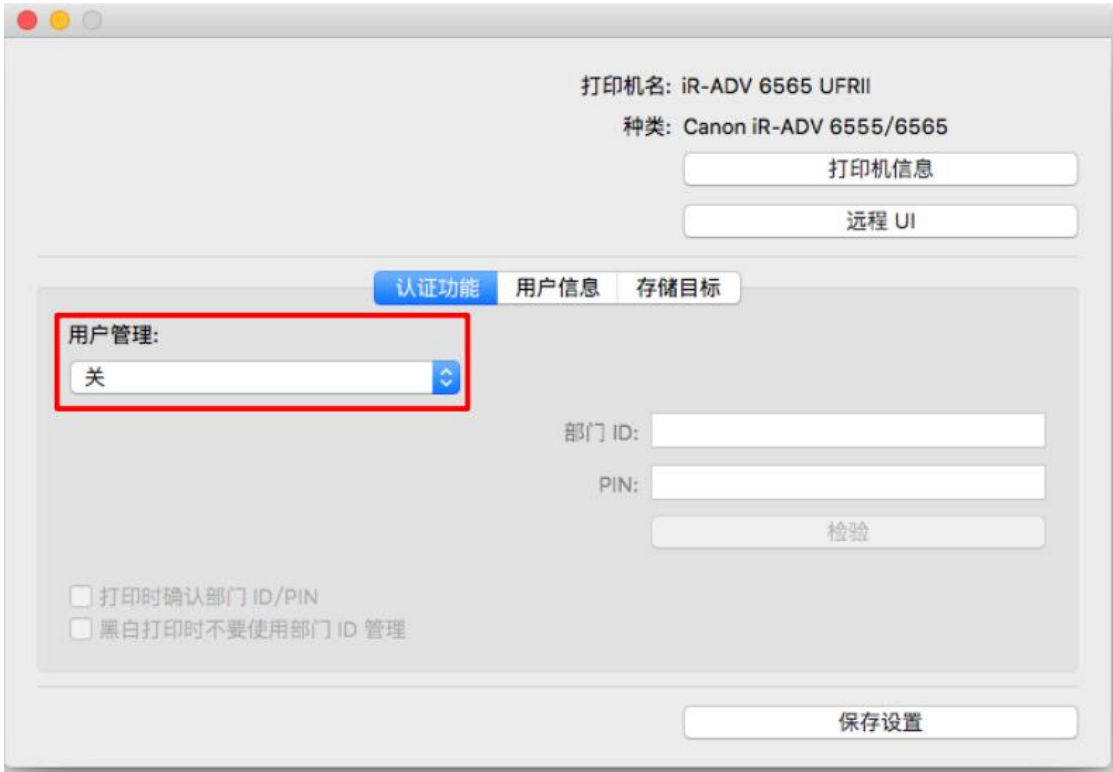 打印机名: iR-ADV 6565 UFRII
种类: Canon iR-ADV 6555/6565
打印机信息
远程 UI
认证功能 用户信息 存储目标
用户管理:
关
部门 ID:
PIN:
检验
打印时确认部门 ID/PIN
黑白打印时不要使用部门 ID 管理
保存设置